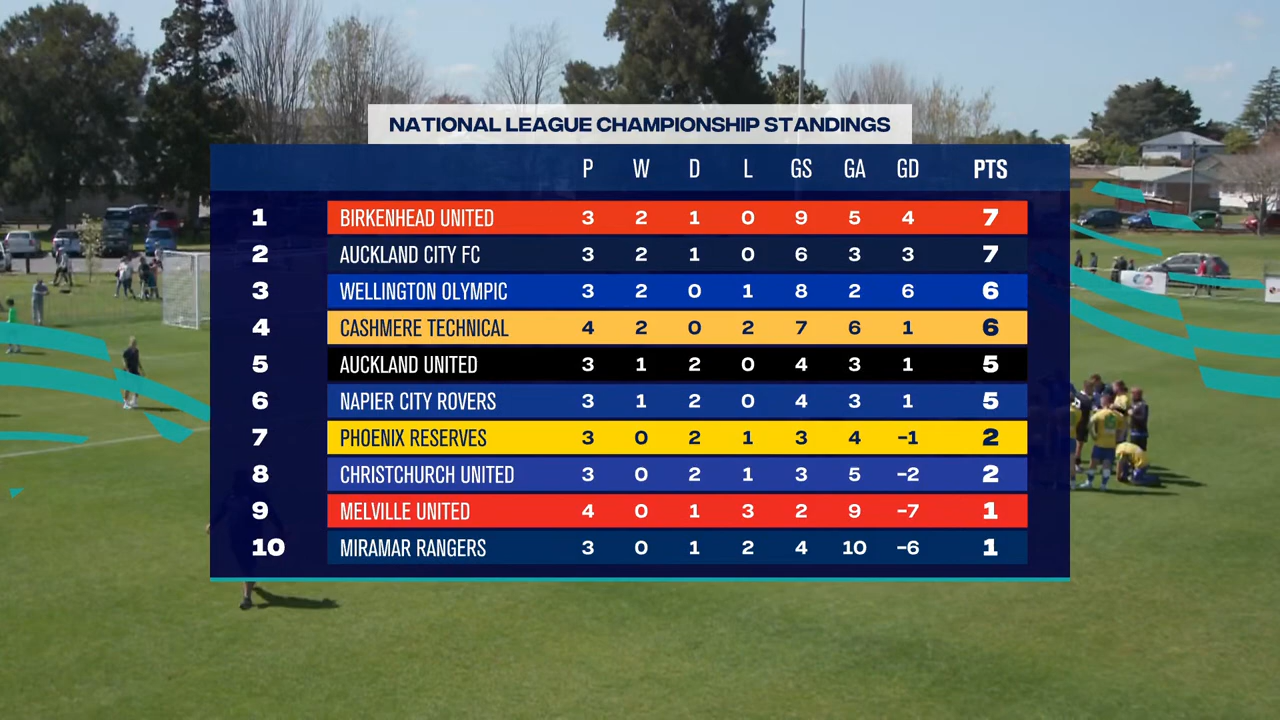 NATIONAL LEAGUE CHAMPIONSHIP STANDINGS
P W D L GS GA GD PTS
1 BIRKENHEAD UNITED 3 2 1 0 9 5 4 7
2 AUCKLAND CITY FC 3 2 1 0 6 3 3 7
3 WELLINGTON OLYMPIC 3 2 0 1 8 2 6 6
4 CASHMERE TECHNICAL 4 2 0 2 7 6 1 6
5 AUCKLAND UNITED 3 1 2 0 4 3 1 5
6 NAPIER CITY ROVERS 3 1 2 0 4 3 1 5
7 PHOENIX RESERVES 3 0 2 1 3 4 -1 2
8 CHRISTCHURCH UNITED 3 0 2 1 3 5 -2 2
9 MELVILLE UNITED 4 0 1 3 2 9 -7 1
10 MIRAMAR RANGERS 3 0 1 2 4 10 -6 1